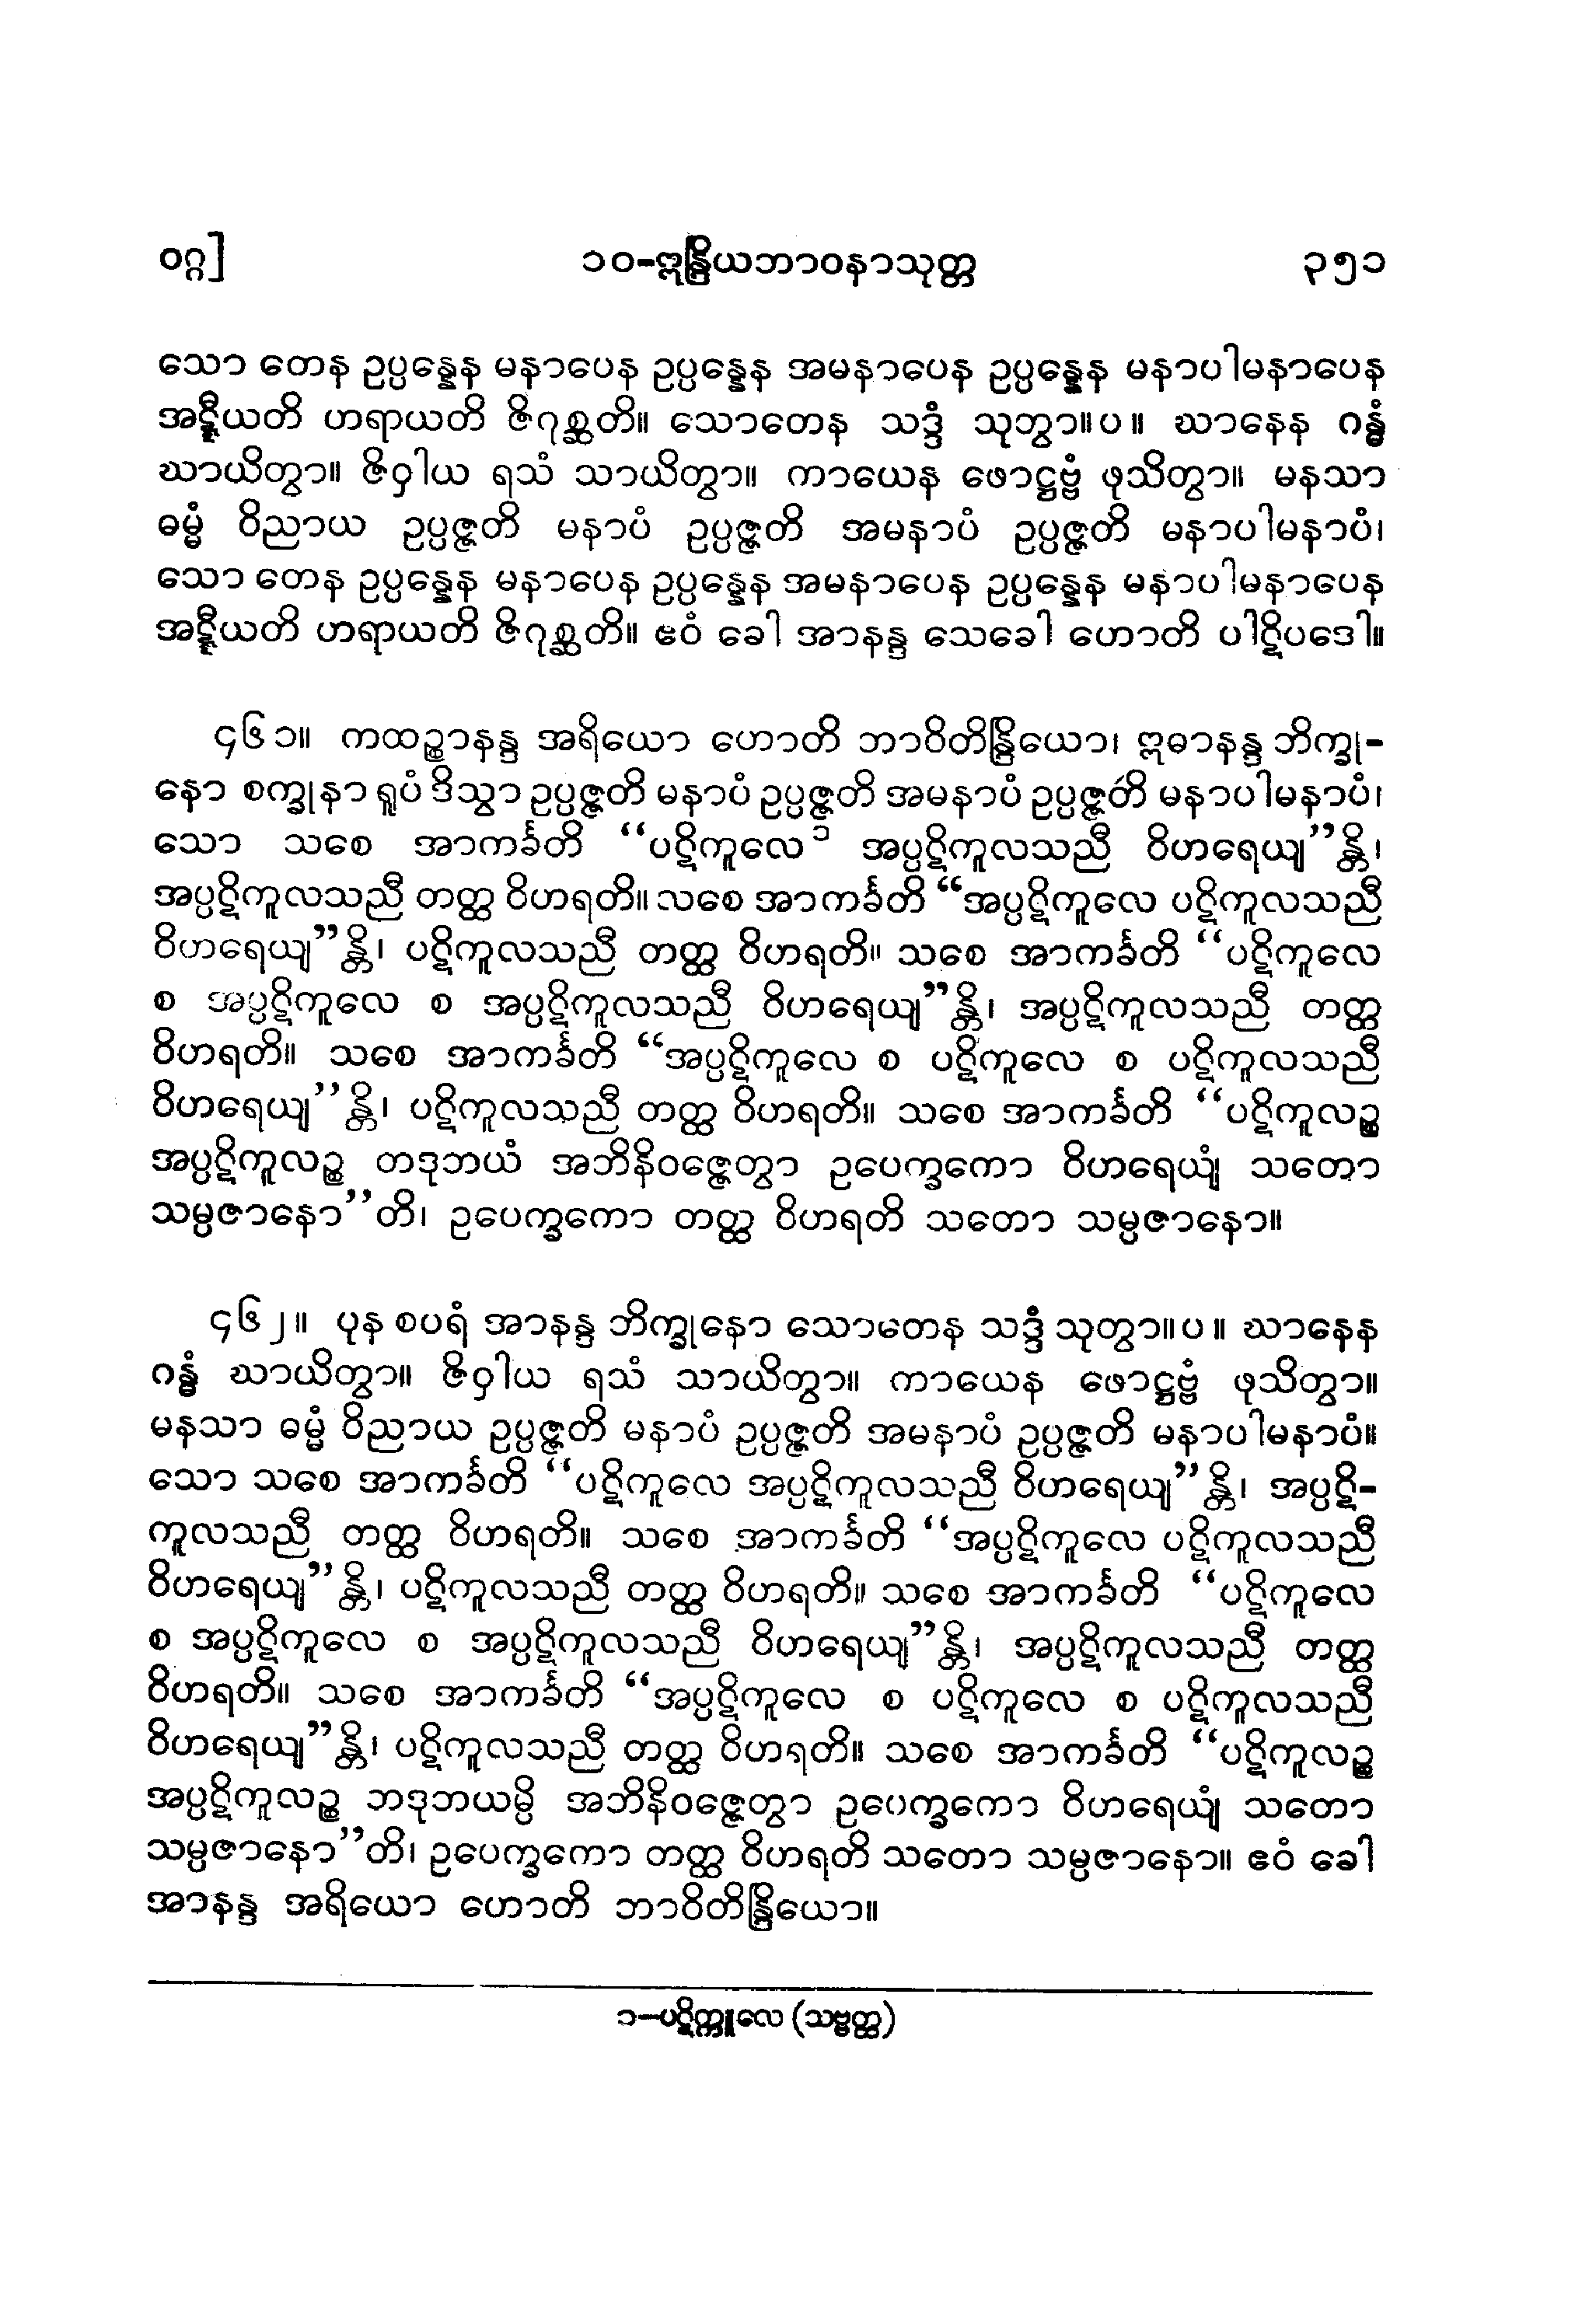 ဝဂ္ဂ] ၁၀-ဣန္ဒြိယဘာဝနာသုတ္တ ၃၅၁
သော တေန ဥပ္ပန္နေန မနာပေန ဥပ္ပန္နေန အမနာပေန ဥပ္ပန္နေန မနာပါမနာပေန
အဋ္ဋီယတိ ဟရာယတိ ဇိဂုစ္ဆတိ။ သောတေန သဒ္ဒံ သုတွာ။ပ။ ဃာနေန ဂန္ဓံ
ဃာယိတွာ။ ဇိဝှါယ ရသံ သာယိတွာ။ ကာယေန ဖောဋ္ဌဗ္ဗံ ဖုသိတွာ။ မနသာ
ဓမ္မံ ဝိညာယ ဥပ္ပဇ္ဇတိ မနာပံ ဥပ္ပဇ္ဇတိ အမနာပံ ဥပ္ပဇ္ဇတိ မနာပါမနာပံ၊
သော တေန ဥပ္ပန္နေန မနာပေန ဥပ္ပန္နေန အမနာပေန ဥပ္ပန္နေန မနာပါမနာပေန
အဋ္ဋီယတိ ဟရာယတိ ဇိဂုစ္ဆတိ။ ဧဝံ ခေါ အာနန္ဒ သေခေါ ဟောတိ ပါဋိပဒေါ။
၄၆၁။ ကထဉ္စာနန္ဒ အရိယော ဟောတိ ဘာဝိတိန္ဒြိယော၊ ဣဓာနန္ဒ ဘိက္ခု-
နော စက္ခုနာ ရူပံ ဒိသွာ ဥပ္ပဇ္ဇတိ မနာပံ ဥပ္ပဇ္ဇတိ အမနာပံ ဥပ္ပဇ္ဇတိ မနာပါမနာပံ၊
သော သစေ အာကင်္ခတိ “ပဋိကူလေ ၁ အပ္ပဋိကူလသညီ ဝိဟရေယျ”န္တိ၊
အပ္ပဋိကူလသညီ တတ္ထ ဝိဟရတိ။ သစေ အာကင်္ခတိ “အပ္ပဋိကူလေ ပဋိကူလသညီ
ဝိဟရေယျ”န္တိ၊ ပဋိကူလသညီ တတ္ထ ဝိဟရတိ။ သစေ အာကင်္ခတိ “ပဋိကူလေ
စ အပ္ပဋိကူလေ စ အပ္ပဋိကူလသညီ ဝိဟရေယျ”န္တိ၊ အပ္ပဋိကူလသညီ တတ္ထ
ဝိဟရတိ။ သစေ အာကင်္ခတိ “အပ္ပဋိကူလေ စ ပဋိကူလေ စ ပဋိကူလသညီ
ဝိဟရေယျ”န္တိ၊ ပဋိကူလသညီ တတ္ထ ဝိဟရတိ။ သစေ အာကင်္ခတိ “ပဋိကူလဉ္စ
အပ္ပဋိကူလဉ္စ တဒုဘယံ အဘိနိဝဇ္ဇေတွာ ဥပေက္ခကော ဝိဟရေယျံ သတော
သမ္ပဇာနော”တိ၊ ဥပေက္ခကော တတ္ထ ဝိဟရတိ သတော သမ္ပဇာနော။
၄၆၂။ ပုန စပရံ အာနန္ဒ ဘိက္ခုနော သောတေန သဒ္ဒံ သုတွာ။ပ။ ဃာနေန
ဂန္ဓံ ဃာယိတွာ။ ဇိဝှါယ ရသံ သာယိတွာ။ ကာယေန ဖောဋ္ဌဗ္ဗံ ဖုသိတွာ။
မနသာ ဓမ္မံ ဝိညာယ ဥပ္ပဇ္ဇတိ မနာပံ ဥပ္ပဇ္ဇတိ အမနာပံ ဥပ္ပဇ္ဇတိ မနာပါမနာပံ။
သော သစေ အာကင်္ခတိ “ပဋိကူလေ အပ္ပဋိကူလသညီ ဝိဟရေယျ”န္တိ၊ အပ္ပဋိ-
ကူလသညီ တတ္ထ ဝိဟရတိ။ သစေ အာကင်္ခတိ “အပ္ပဋိကူလေ ပဋိကူလသညီ
ဝိဟရေယျ”န္တိ၊ ပဋိကူလသညီ တတ္ထ ဝိဟရတိ။ သစေ အာကင်္ခတိ “ပဋိကူလေ
စ အပ္ပဋိကူလေ စ အပ္ပဋိကူလသညီ ဝိဟရေယျ”န္တိ၊ အပ္ပဋိကူလသညီ တတ္ထ
ဝိဟရတိ။ သစေ အာကင်္ခတိ “အပ္ပဋိကူလေ စ ပဋိကူလေ စ ပဋိကူလသညီ
ဝိဟရေယျ”န္တိ၊ ပဋိကူလသညီ တတ္ထ ဝိဟရတိ။ သစေ အာကင်္ခတိ “ပဋိကူလဉ္စ
အပ္ပဋိကူလဉ္စ ဘဒုဘယမ္ပိ အဘိနိဝဇ္ဇေတွာ ဥပေက္ခကော ဝိဟရေယျံ သတော
သမ္ပဇာနော”တိ၊ ဥပေက္ခကော တတ္ထ ဝိဟရတိ သတော သမ္ပဇာနော။ ဧဝံ ခေါ
အာနန္ဒ အရိယော ဟောတိ ဘာဝိတိန္ဒြိယော။
၁—ပဋိက္ကူလေ (သဗ္ဗတ္ထ)